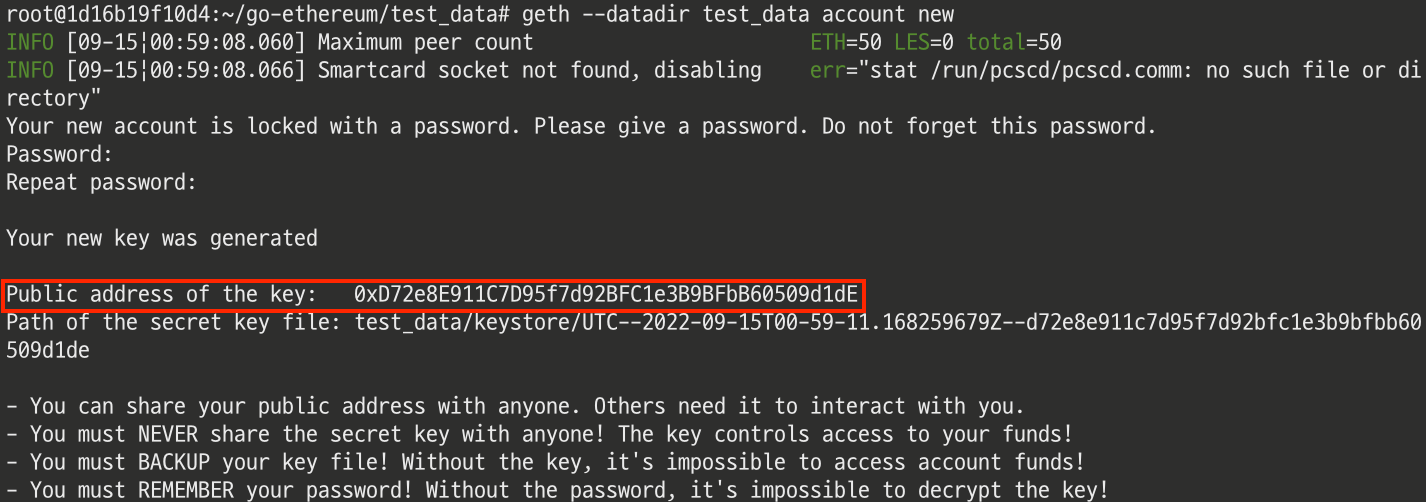 root@1d16b19f10d4:~/go-ethereum/test_data# geth --datadir test_data account new
INFO [09-15|00:59:08.060] Maximum peer count                       ETH=50 LES=0 total=50
INFO [09-15|00:59:08.066] Smartcard socket not found, disabling    err="stat /run/pcscd/pcscd.comm: no such file or di
rectory"
Your new account is locked with a password. Please give a password. Do not forget this password.
Password:
Repeat password:
Your new key was generated
Public address of the key:   0xD72e8E911C7D95f7d92BFC1e3B9BFbB60509d1dE
Path of the secret key file: test_data/keystore/UTC--2022-09-15T00-59-11.168259679Z--d72e8e911c7d95f7d92bfc1e3b9bfbb60
509d1de
- You can share your public address with anyone. Others need it to interact with you.
- You must NEVER share the secret key with anyone! The key controls access to your funds!
- You must BACKUP your key file! Without the key, it's impossible to access account funds!
- You must REMEMBER your password! Without the password, it's impossible to decrypt the key!